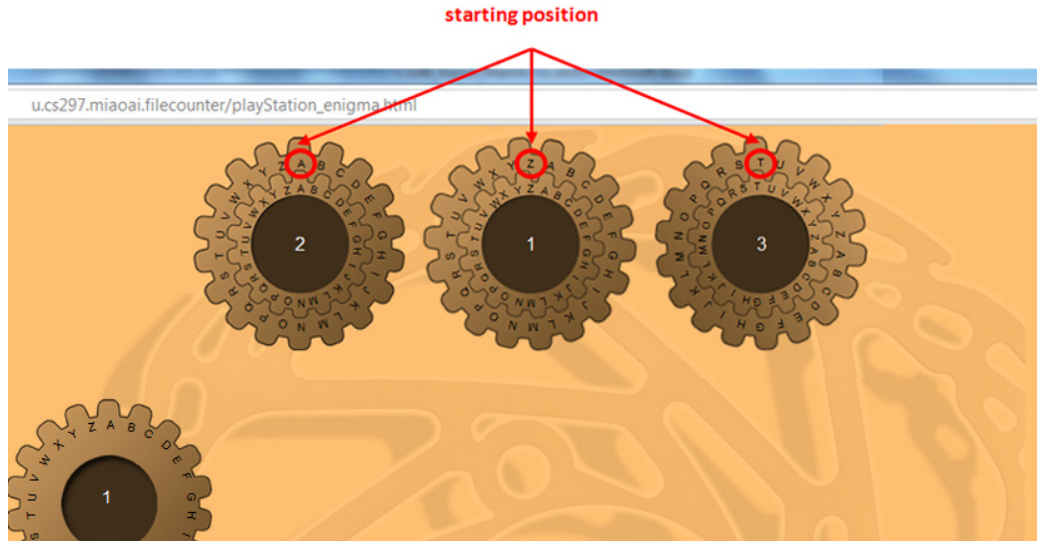 starting position
u.cs297.miaoai.filecounter/playStation_enigma.html
A B C D E F G H I J K L M N O P Q R S T U V W X Y Z
A B C D E F G H I J K L M N O P Q R S T U V W X Y Z
2
Z A B C D E F G H I J K L M N O P Q R S T U V W X Y
Z A B C D E F G H I J K L M N O P Q R S T U V W X Y
1
T U V W X Y Z A B C D E F G H I J K L M N O P Q R S
T U V W X Y Z A B C D E F G H I J K L M N O P Q R S
3
S T U V W X Y Z A B C D E F G H I
1